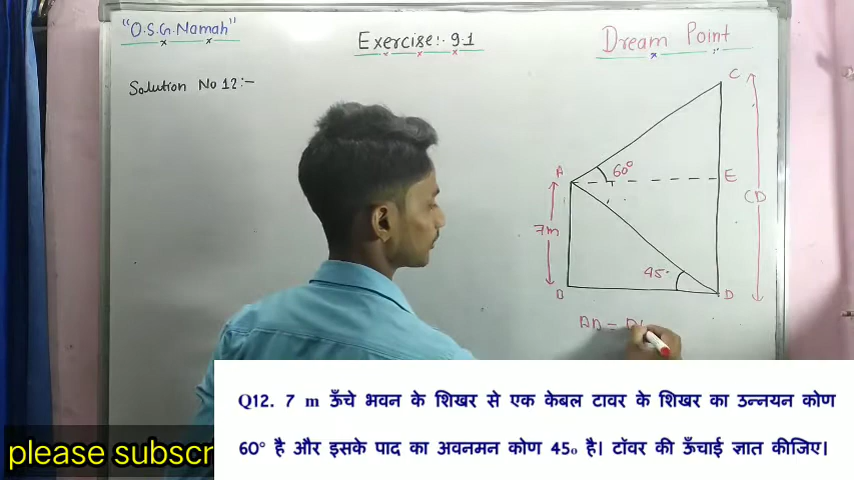 "O.S.G.Namah"
Exercise:- 9.1
Dream Point
Solution No 12:-
C
A
60°
E
CD
7m
45°
B
D
BD =
Q12. 7 m ऊँचे भवन के शिखर से एक केबल टावर के शिखर का उन्नयन कोण
60° है और इसके पाद का अवनमन कोण 45० है। टॉवर की ऊँचाई ज्ञात कीजिए।
please subscr